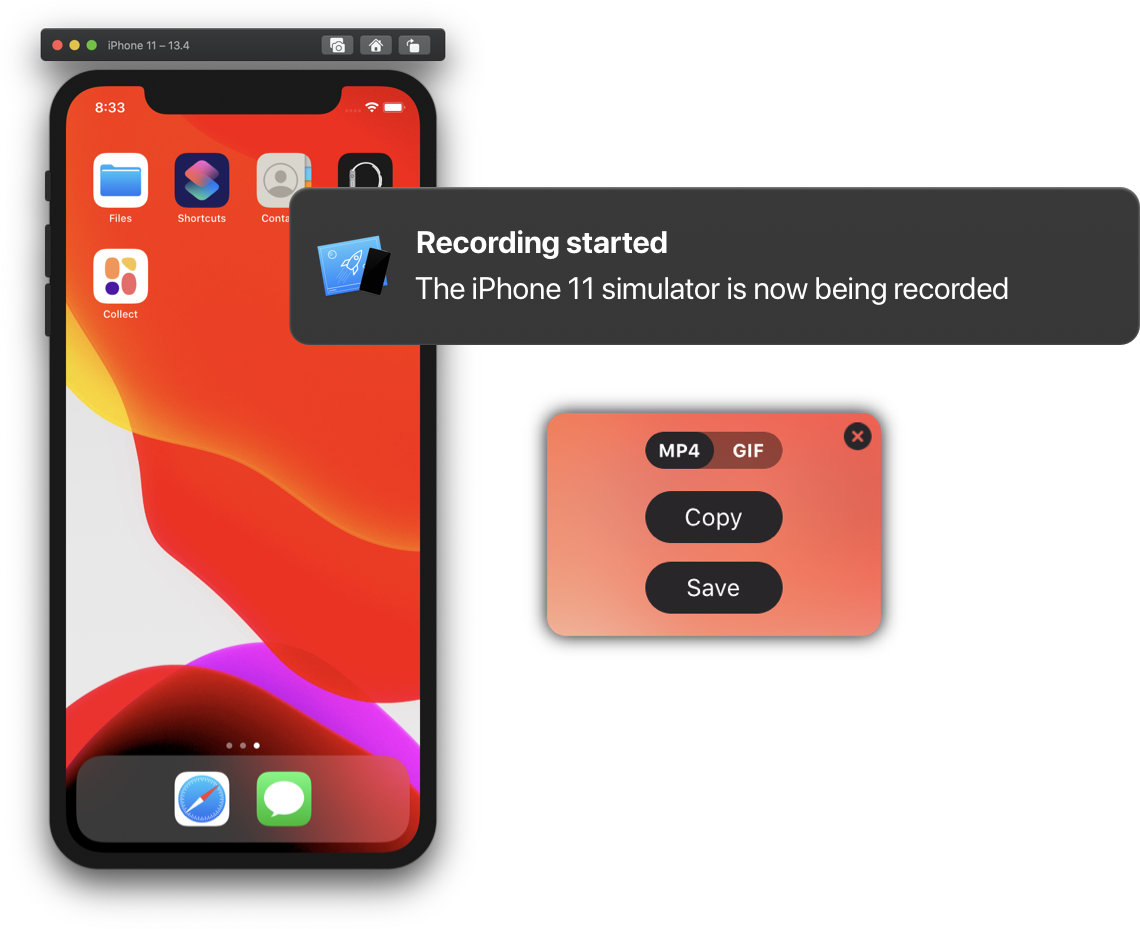 iPhone 11 – 13.4
8:33
Files
Shortcuts
Conta
Collect
Recording started
The iPhone 11 simulator is now being recorded
MP4 GIF
Copy
Save